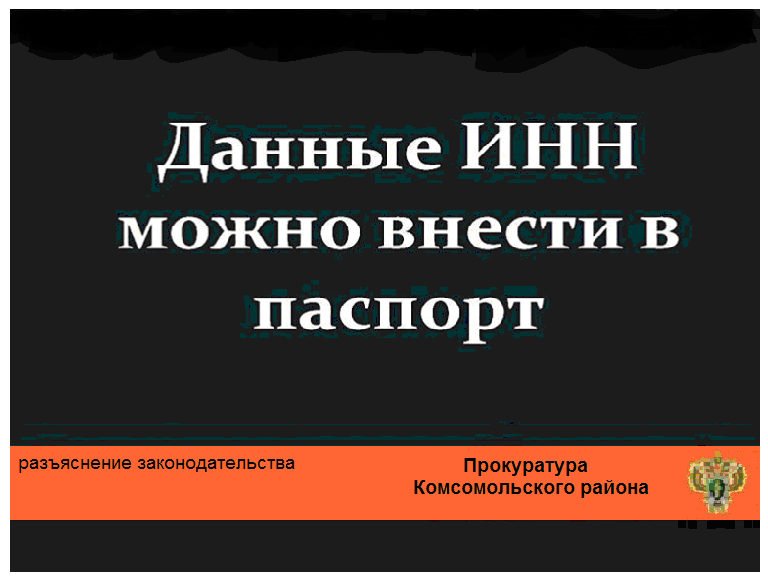 Данные ИНН
можно внести в
паспорт
разъяснение законодательства
Прокуратура
Комсомольского района